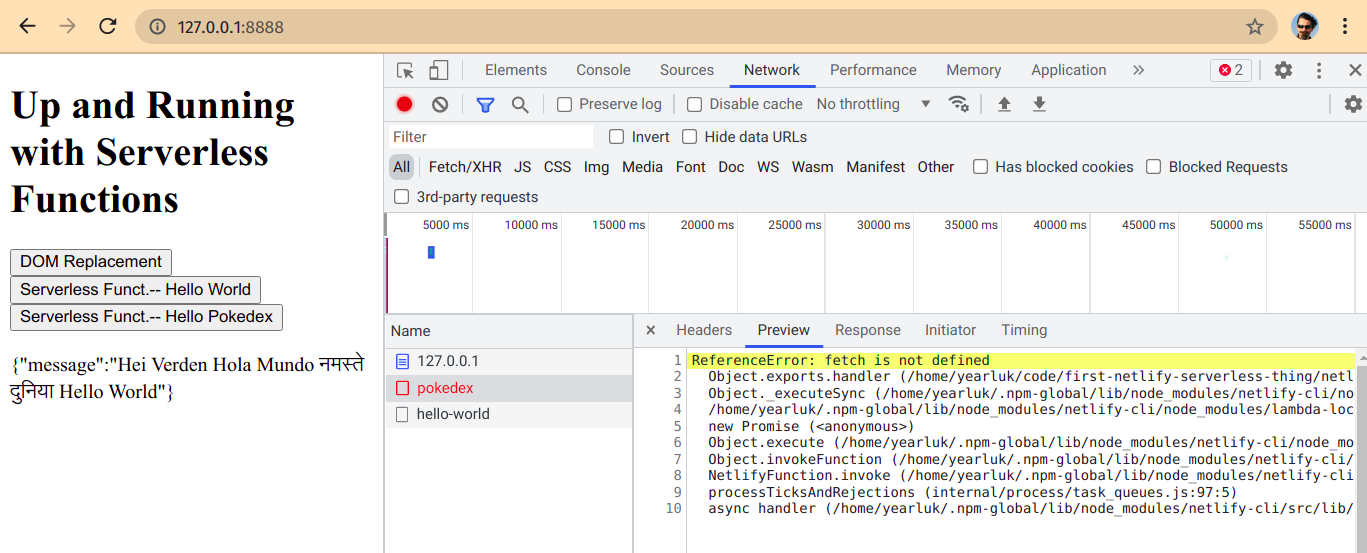 127.0.0.1:8888
Up and Running
with Serverless
Functions
DOM Replacement
Serverless Funct.-- Hello World
Serverless Funct.-- Hello Pokedex
{"message":"Hei Verden Hola Mundo नमस्ते
दुनिया Hello World"}
Elements Console Sources Network Performance Memory Application » 2
Preserve log Disable cache No throttling
Filter Invert Hide data URLs
All Fetch/XHR JS CSS Img Media Font Doc WS Wasm Manifest Other Has blocked cookies Blocked Requests
3rd-party requests
5000 ms 10000 ms 15000 ms 20000 ms 25000 ms 30000 ms 35000 ms 40000 ms 45000 ms 50000 ms 55000 ms
Name
127.0.0.1
pokedex
hello-world
Headers Preview Response Initiator Timing
1 ReferenceError: fetch is not defined
2 Object.exports.handler (/home/yearluk/code/first-netlify-serverless-thing/netl
3 Object._executeSync (/home/yearluk/.npm-global/lib/node_modules/netlify-cli/no
4 /home/yearluk/.npm-global/lib/node_modules/netlify-cli/node_modules/lambda-loc
5 new Promise (<anonymous>)
6 Object.execute (/home/yearluk/.npm-global/lib/node_modules/netlify-cli/node_mo
7 Object.invokeFunction (/home/yearluk/.npm-global/lib/node_modules/netlify-cli/
8 NetlifyFunction.invoke (/home/yearluk/.npm-global/lib/node_modules/netlify-cli
9 processTicksAndRejections (internal/process/task_queues.js:97:5)
10 async handler (/home/yearluk/.npm-global/lib/node_modules/netlify-cli/src/lib/